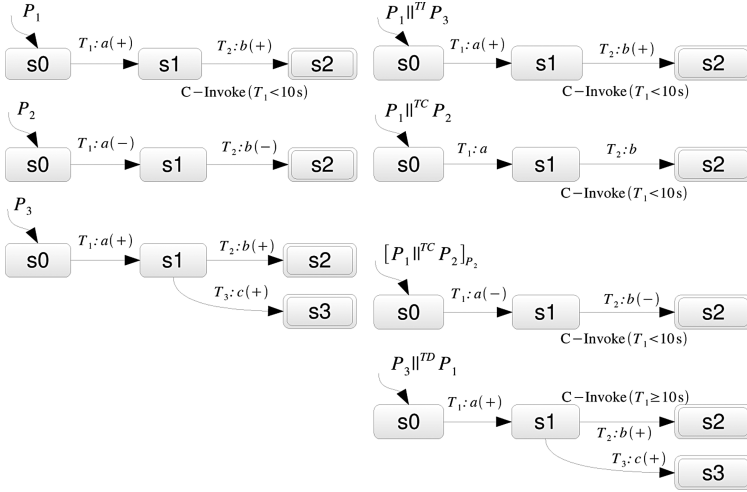 P₁
T₁:a(+) T₂:b(+)
s0 s1 s2
C−Invoke(T₁<10s)
P₂
T₁:a(−) T₂:b(−)
s0 s1 s2
P₃
T₁:a(+) T₂:b(+)
s0 s1 s2
T₃:c(+)
s3
P₁||ᵀᴵ P₃
T₁:a(+) T₂:b(+)
s0 s1 s2
C−Invoke(T₁<10s)
P₁||ᵀC P₂
T₁:a T₂:b
s0 s1 s2
C−Invoke(T₁<10s)
[P₁||ᵀC P₂]P₂
T₁:a(−) T₂:b(−)
s0 s1 s2
C−Invoke(T₁<10s)
P₃||ᵀᴰ P₁
C−Invoke(T₁≥10s)
T₁:a(+)
s0 s1 s2
T₂:b(+)
T₃:c(+)
s3